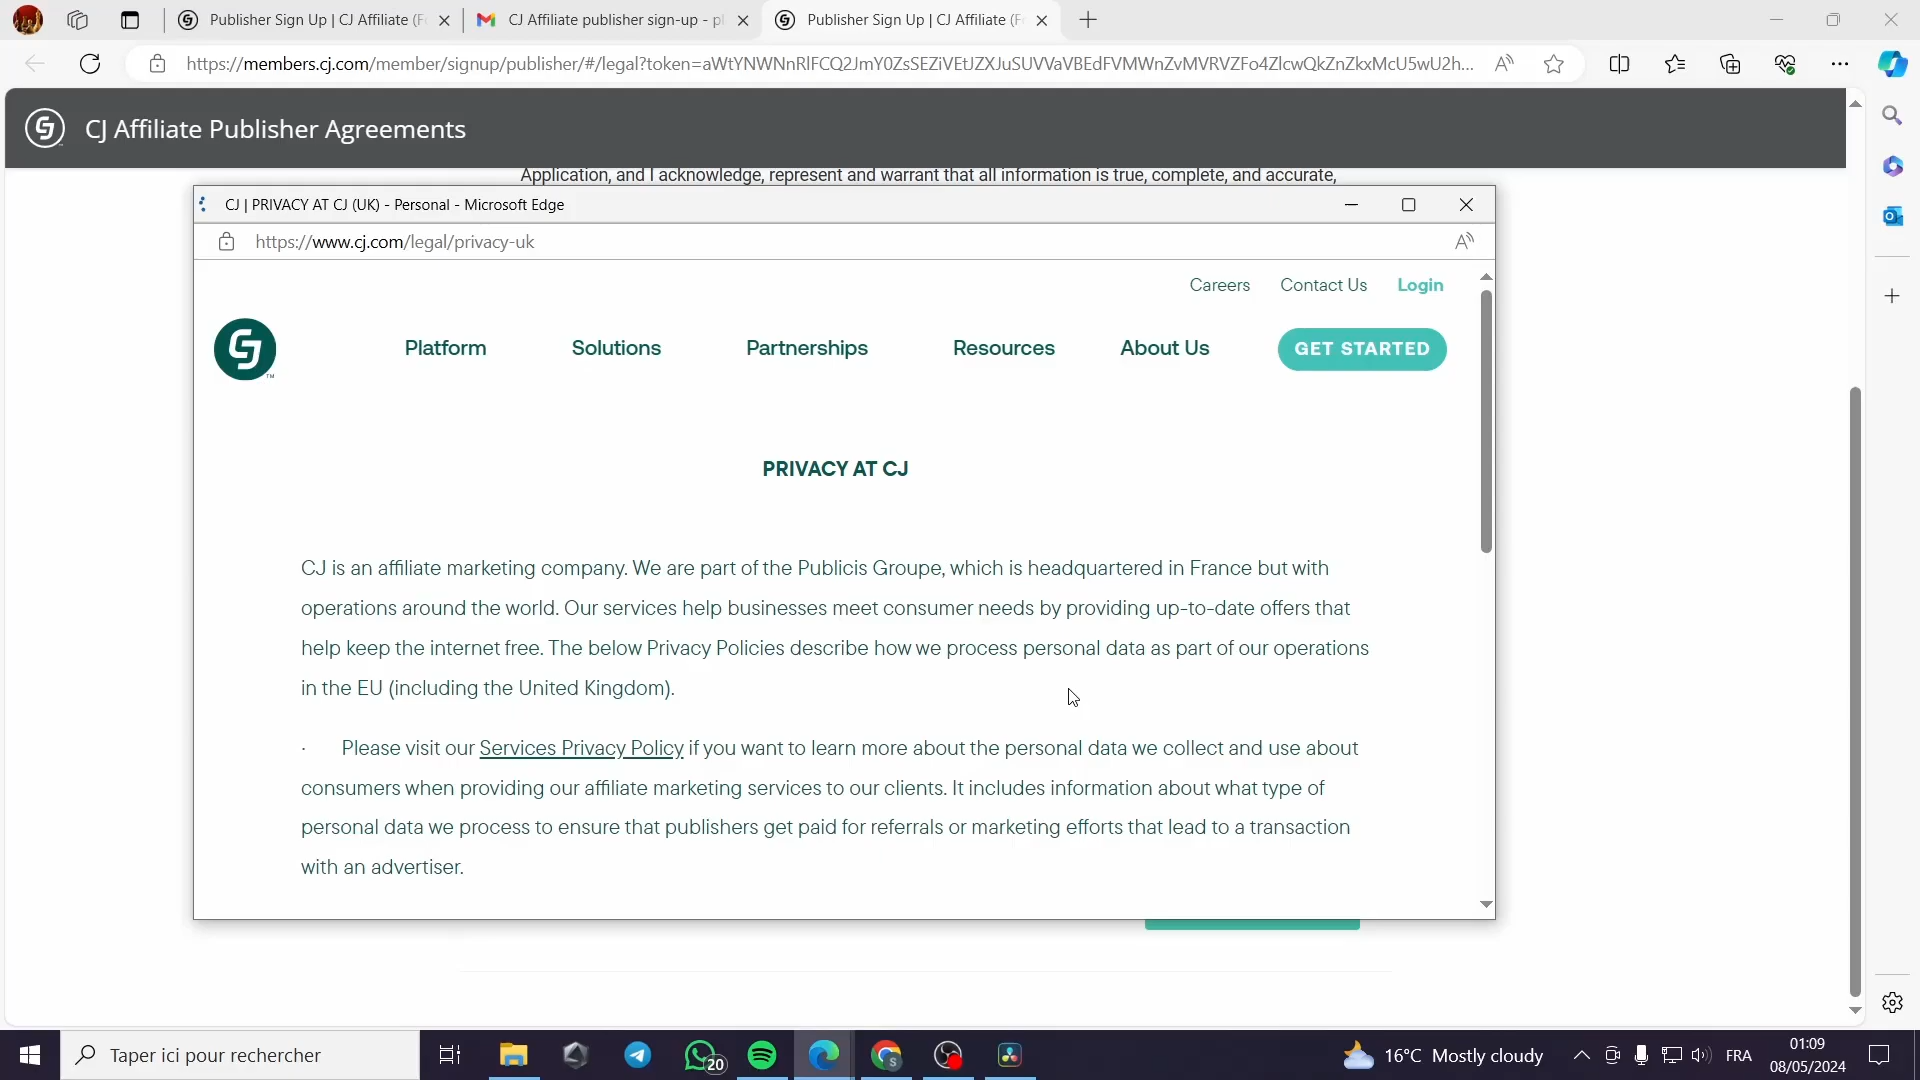 Publisher Sign Up | CJ Affiliate (F
CJ Affiliate publisher sign-up - pl
Publisher Sign Up | CJ Affiliate (F
https://members.cj.com/member/signup/publisher/#/legal?token=aWtYNWNnRlFCQ2JmY0ZsSEZiVEtJZXJuSUVVaVBEdFVMWnZvMVRVZFo4ZlcwQkZnZkxMcU5wU2h...
CJ Affiliate Publisher Agreements
Application, and I acknowledge, represent and warrant that all information is true, complete, and accurate,
CJ | PRIVACY AT CJ (UK) - Personal - Microsoft Edge
https://www.cj.com/legal/privacy-uk
Careers Contact Us Login
Platform Solutions Partnerships Resources About Us GET STARTED
PRIVACY AT CJ
CJ is an affiliate marketing company. We are part of the Publicis Groupe, which is headquartered in France but with
operations around the world. Our services help businesses meet consumer needs by providing up-to-date offers that
help keep the internet free. The below Privacy Policies describe how we process personal data as part of our operations
in the EU (including the United Kingdom).
· Please visit our Services Privacy Policy if you want to learn more about the personal data we collect and use about
consumers when providing our affiliate marketing services to our clients. It includes information about what type of
personal data we process to ensure that publishers get paid for referrals or marketing efforts that lead to a transaction
with an advertiser.
Taper ici pour rechercher
20
16°C Mostly cloudy
FRA
01:09
08/05/2024